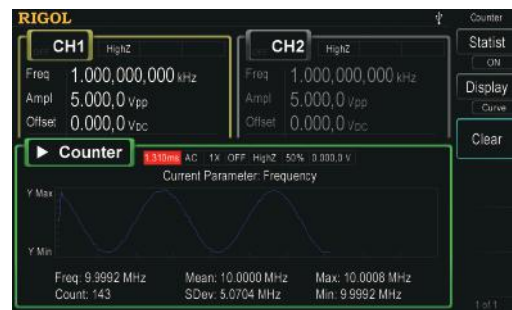 RIGOL
Counter
OFF CH1 HighZ
Freq 1.000,000,000 kHz
Ampl 5.000,0 Vpp
Offset 0.000,0 VDC
OFF CH2 HighZ
Freq 1.000,000,000 kHz
Ampl 5.000,0 Vpp
Offset 0.000,0 VDC
Statist
ON
Display
Curve
Clear
Counter
1.310ms AC 1X OFF HighZ 50% 0.000,0 V
Current Parameter: Frequency
Y Max
Y Min
Freq: 9.9992 MHz Mean: 10.0000 MHz Max: 10.0008 MHz
Count: 143 SDev: 5.0704 MHz Min: 9.9992 MHz
1 of 1